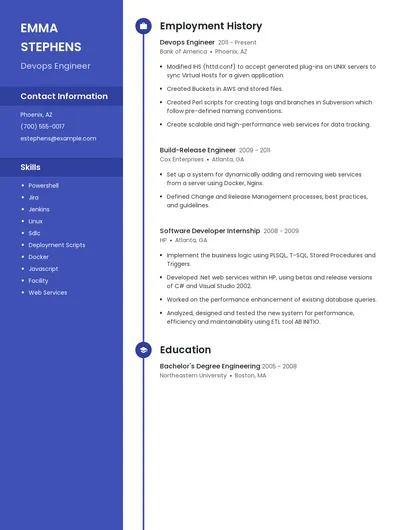 EMMA
STEPHENS
Devops Engineer
Contact Information
Phoenix, AZ
(700) 555-0017
estephens@example.com
Skills
Powershell
Jira
Jenkins
Linux
Sdlc
Deployment Scripts
Docker
Javascript
Facility
Web Services
Employment History
Devops Engineer 2011 - Present
Bank of America • Phoenix, AZ
• Modified IHS (httd.conf) to accept generated plug-ins on UNIX servers to
sync Virtual Hosts for a given application.
• Created Buckets in AWS and stored files.
• Created Perl scripts for creating tags and branches in Subversion which
follow pre-defined naming conventions.
• Create scalable and high-performance web services for data tracking.
Build-Release Engineer 2009 - 2011
Cox Enterprises • Atlanta, GA
• Set up a system for dynamically adding and removing web services
from a server using Docker, Nginx.
• Defined Change and Release Management processes, best practices,
and guidelines.
Software Developer Internship 2008 - 2009
HP • Atlanta, GA
• Implement the business logic using PLSQL, T-SQL, Stored Procedures and
Triggers.
• Developed .Net web services within HP, using betas and release versions
of C# and Visual Studio 2002.
• Worked on the performance enhancement of existing database queries.
• Analyzed, designed and tested the new system for performance,
efficiency and maintainability using ETL tool AB INITIO.
Education
Bachelor's Degree Engineering 2005 - 2008
Northeastern University • Boston, MA